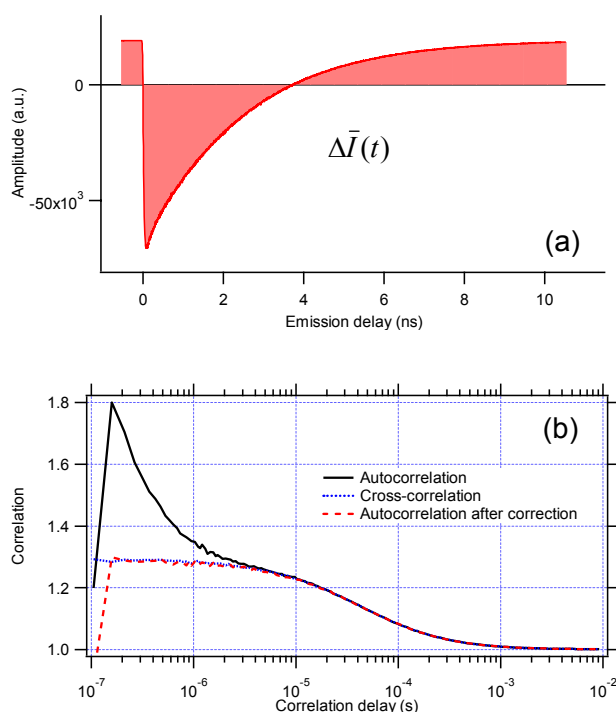 0
-50x10³
Amplitude (a.u.)
ΔĪ(t)
(a)
0 2 4 6 8 10
Emission delay (ns)
1.8
1.6
1.4
1.2
1.0
Correlation
(b)
Autocorrelation
Cross-correlation
Autocorrelation after correction
10⁻⁷ 10⁻⁶ 10⁻⁵ 10⁻⁴ 10⁻³ 10⁻²
Correlation delay (s)